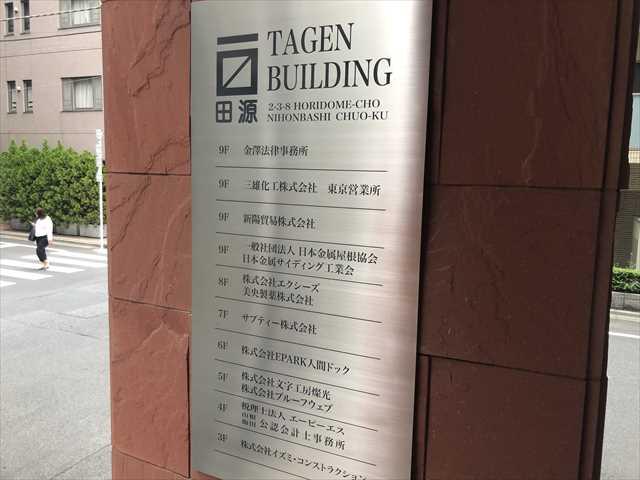 TAGEN
BUILDING
田源
2-3-8 HORIDOME-CHO
NIHONBASHI CHUO-KU
9F 金澤法律事務所
9F 三雄化工株式会社 東京営業所
9F 新陽貿易株式会社
9F 一般社団法人 日本金属屋根協会
日本金属サイディング工業会
8F 株式会社エクシーズ
美央製薬株式会社
7F サプティー株式会社
6F 株式会社EPARK人間ドック
5F 株式会社文字工房燦光
株式会社プルーフウェブ
4F 税理士法人 エーピーエス
山根
飯田 公認会計士事務所
3F 株式会社イズミ・コンストラクション